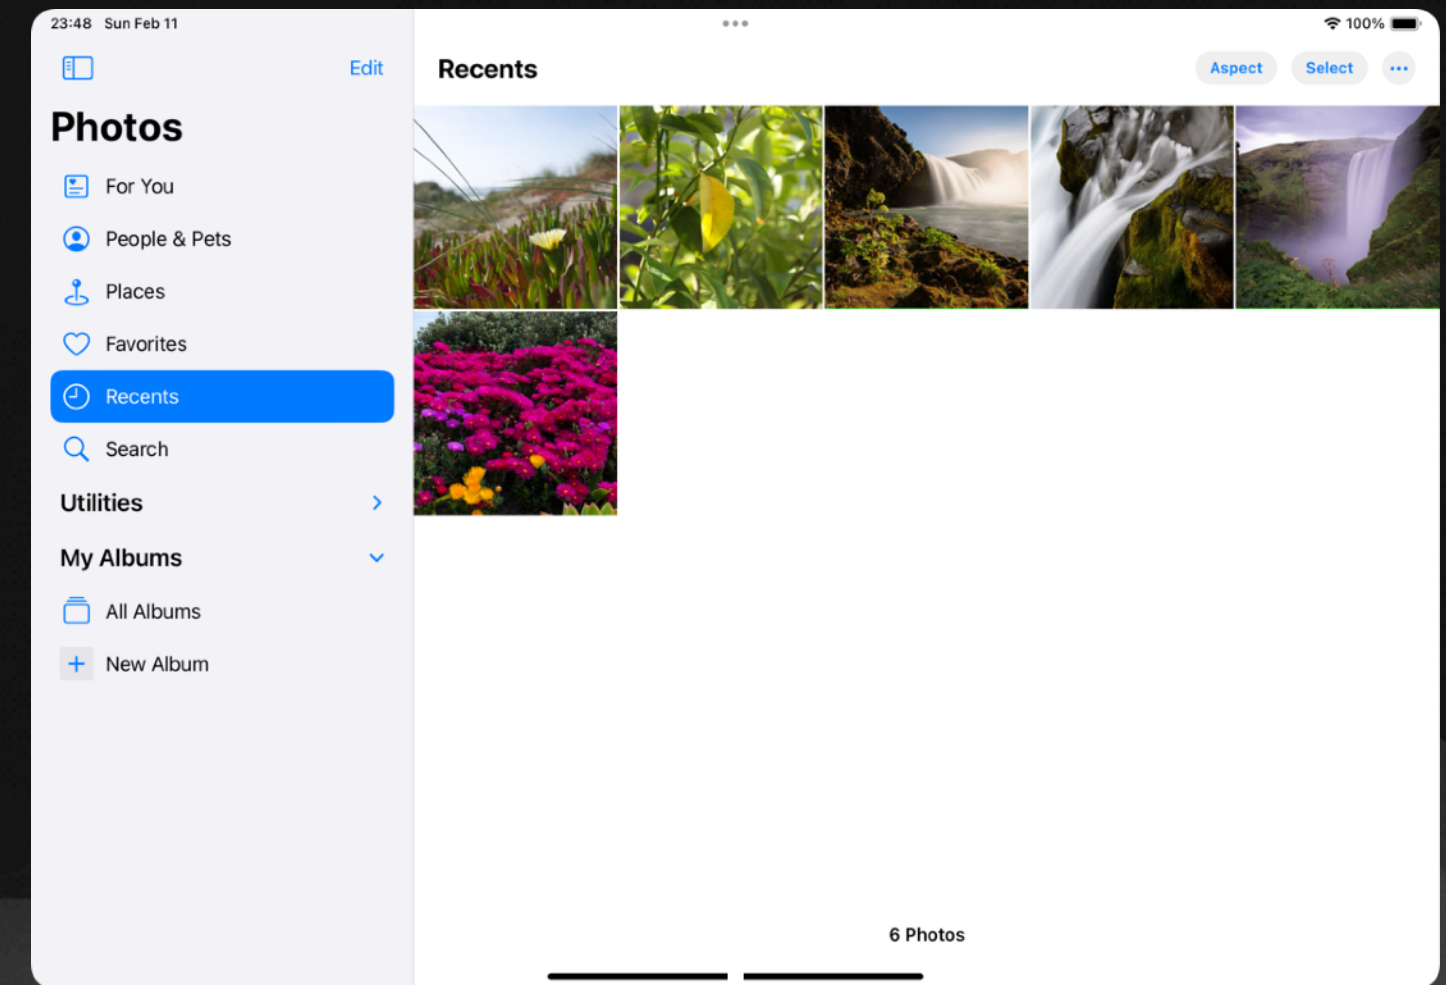 23:48 Sun Feb 11
100%
Edit
Photos
For You
People & Pets
Places
Favorites
Recents
Search
Utilities
My Albums
All Albums
New Album
Recents
Aspect
Select
6 Photos